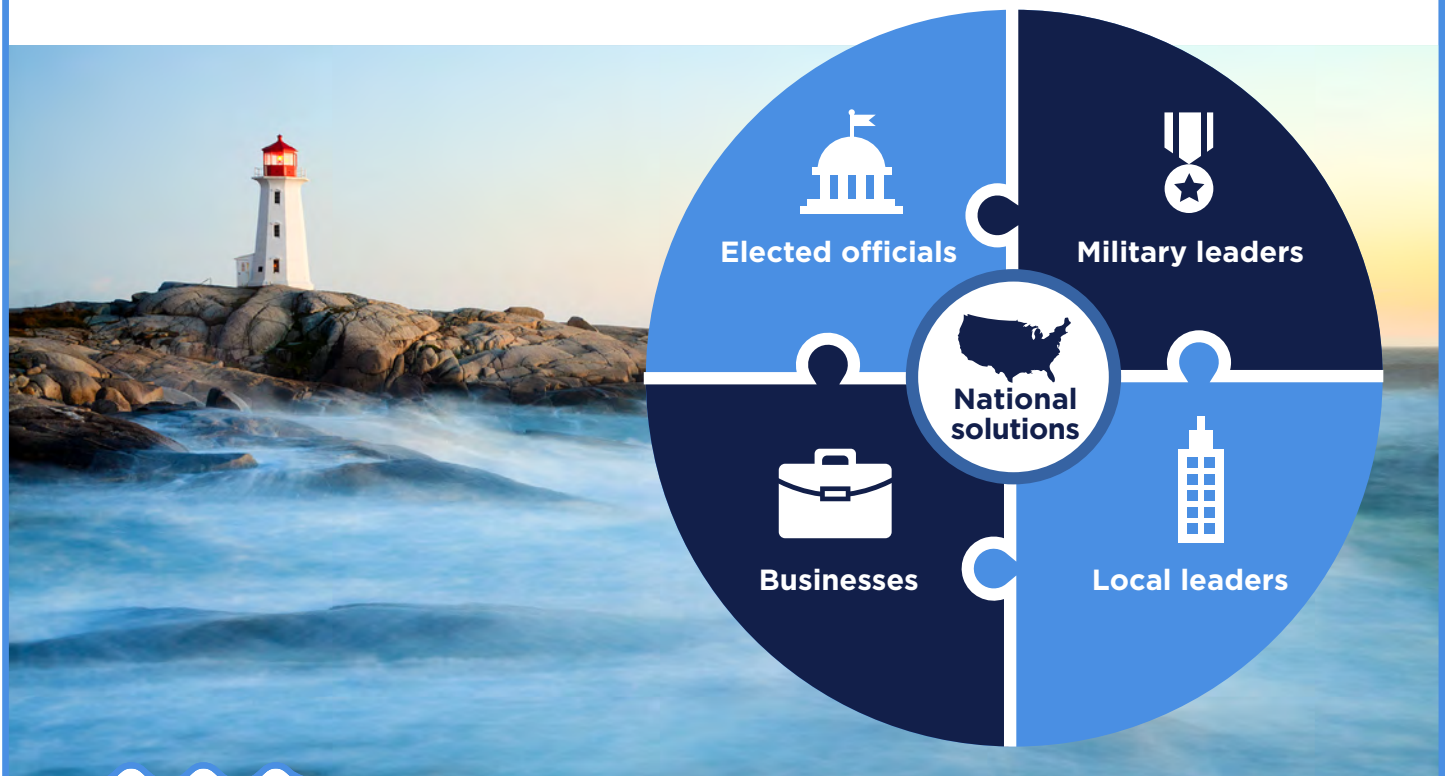 Elected officials
Military leaders
National
solutions
Businesses
Local leaders